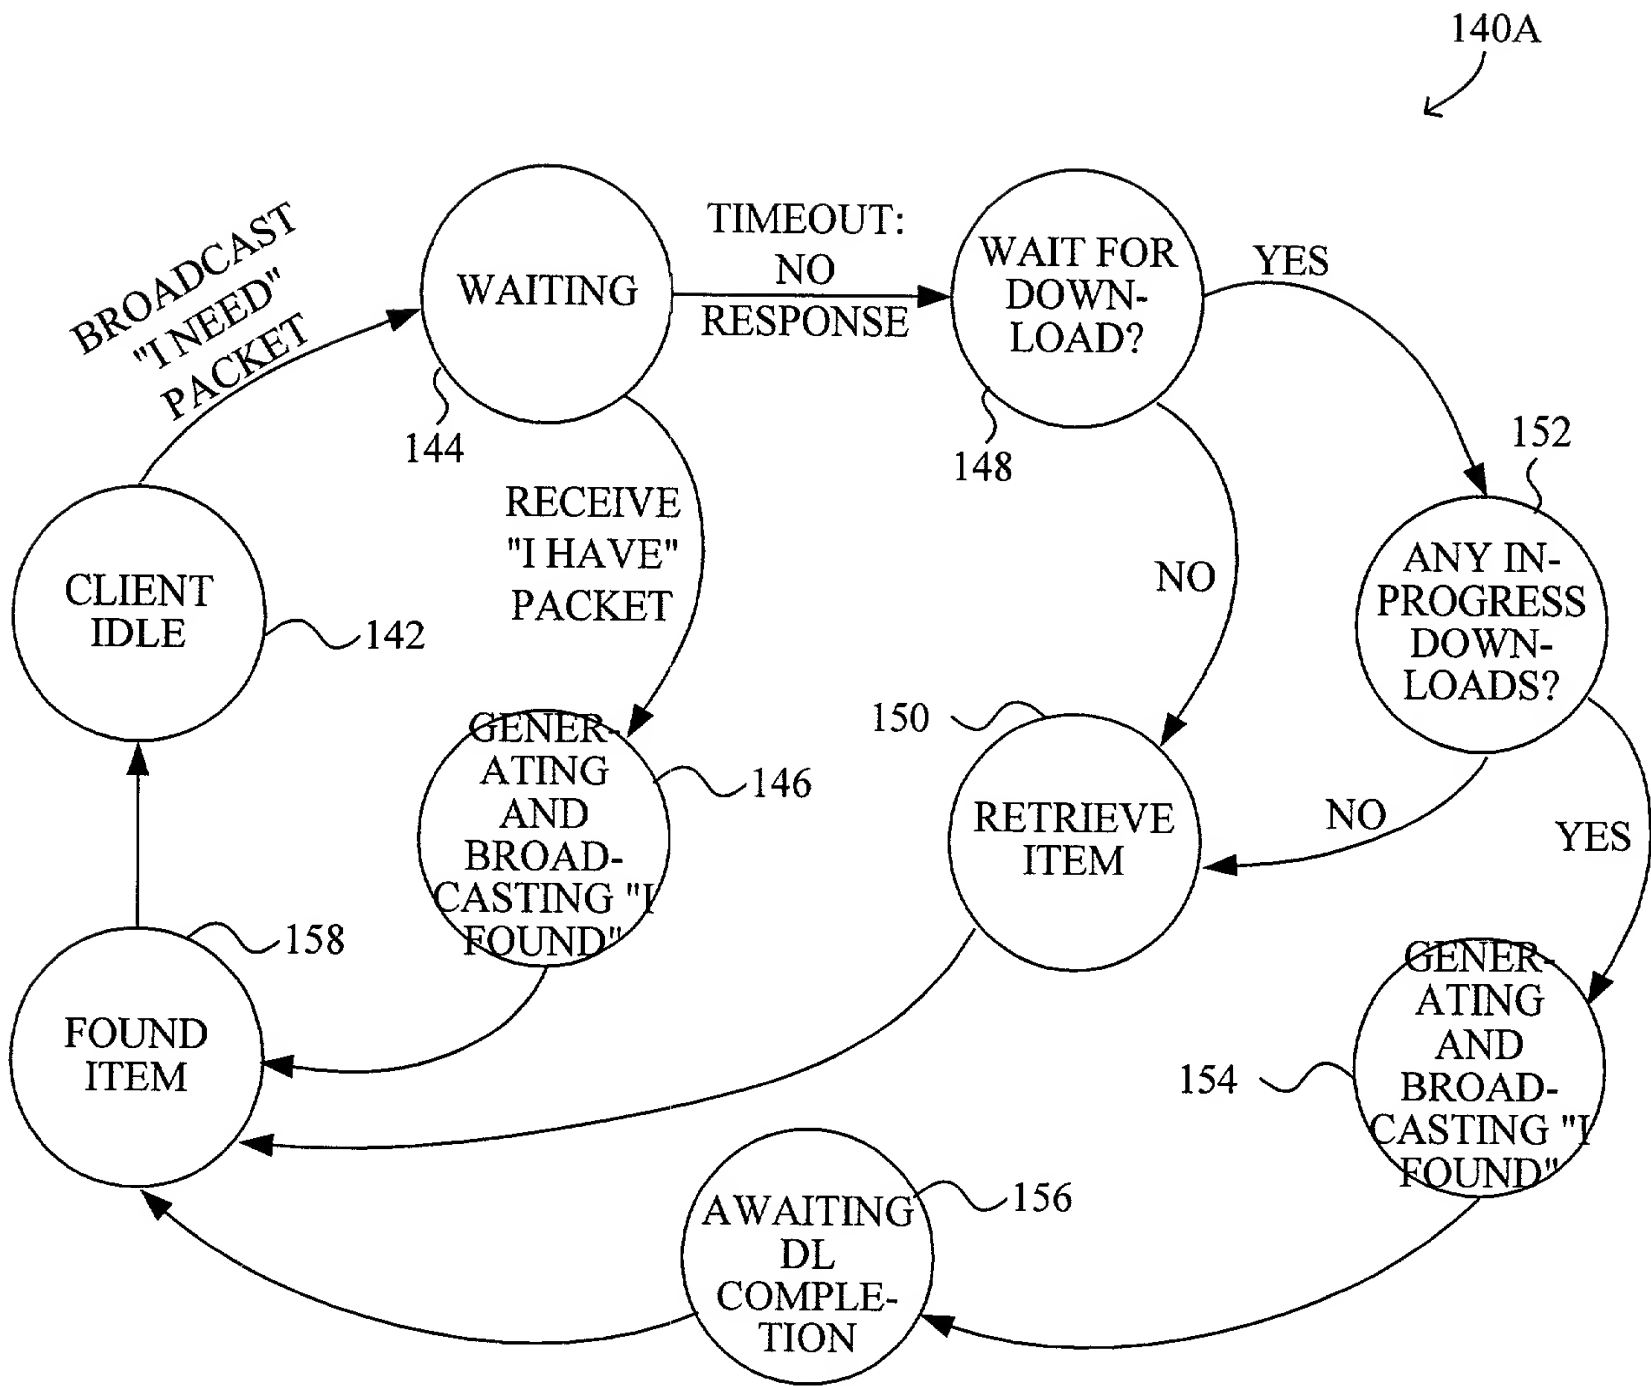 140A
BROADCAST
"I NEED"
PACKET
WAITING
144
TIMEOUT:
NO
RESPONSE
WAIT FOR
DOWN-
LOAD?
148
YES
152
ANY IN-
PROGRESS
DOWN-
LOADS?
RECEIVE
"I HAVE"
PACKET
NO
CLIENT
IDLE
142
150
RETRIEVE
ITEM
NO
YES
GENER-
ATING
AND
BROAD-
CASTING "I
FOUND"
146
158
FOUND
ITEM
GENER-
ATING
AND
BROAD-
CASTING "I
FOUND"
154
AWAITING
DL
COMPLE-
TION
156